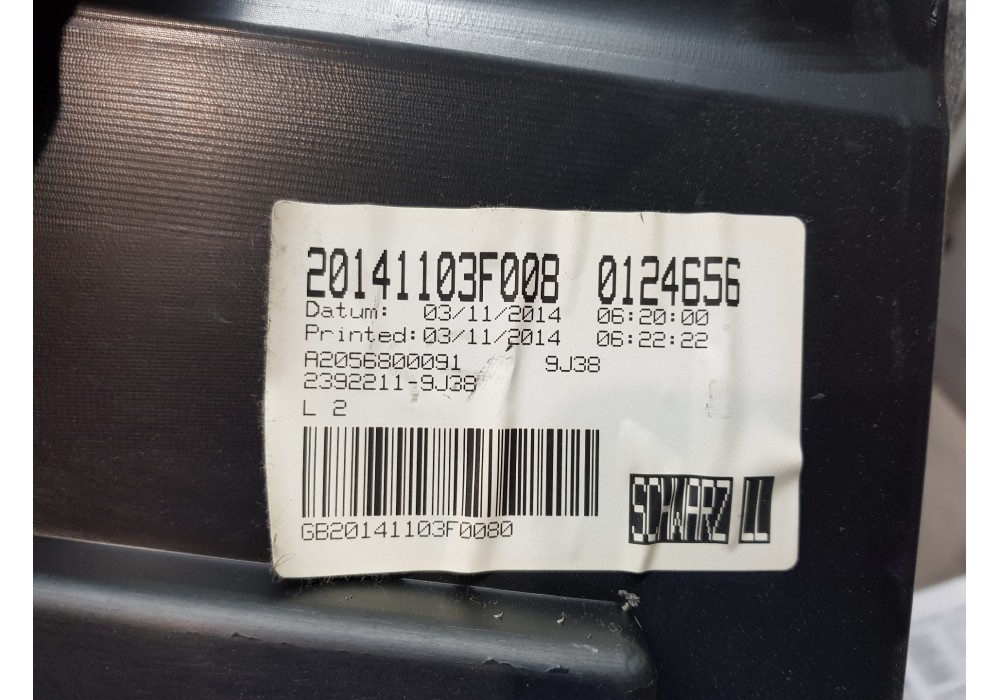 20141103F008 0124656
Datum: 03/11/2014 06:20:00
Printed:03/11/2014 06:22:22
A2056800091 9J38
2392211-9J38
L 2
GB20141103F0080
SCHWARZ LL